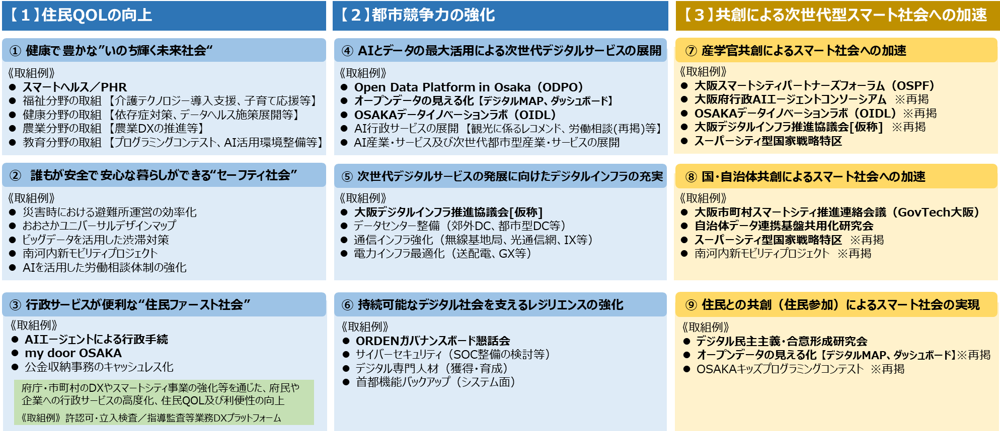 【１】住民QOLの向上
① 健康で豊かな”いのち輝く未来社会“
《取組例》
● スマートヘルス／PHR
● 福祉分野の取組 【介護テクノロジー導入支援、子育て応援等】
● 健康分野の取組 【依存症対策、データヘルス施策展開等】
● 農業分野の取組 【農業DXの推進等】
● 教育分野の取組 【プログラミングコンテスト、AI活用環境整備等】
② 誰もが安全で安心な暮らしができる“セーフティ社会”
《取組例》
● 災害時における避難所運営の効率化
● おおさかユニバーサルデザインマップ
● ビッグデータを活用した渋滞対策
● 南河内新モビリティプロジェクト
● AIを活用した労働相談体制の強化
③ 行政サービスが便利な“住民ファースト社会”
《取組例》
● AIエージェントによる行政手続
● my door OSAKA
● 公金収納事務のキャッシュレス化
府庁・市町村のDXやスマートシティ事業の強化等を通じた、府民や
企業への行政サービスの高度化、住民QOL及び利便性の向上
《取組例》許認可・立入検査／指導監査等業務DXプラットフォーム
【２】都市競争力の強化
④ AIとデータの最大活用による次世代デジタルサービスの展開
《取組例》
● Open Data Platform in Osaka（ODPO）
● オープンデータの見える化【デジタルMAP、ダッシュボード】
● OSAKAデータイノベーションラボ（OIDL）
● AI行政サービスの展開 【観光に係るレコメンド、労働相談(再掲)等】
● AI産業・サービス及び次世代都市型産業・サービスの展開
⑤ 次世代デジタルサービスの発展に向けたデジタルインフラの充実
《取組例》
● 大阪デジタルインフラ推進協議会[仮称]
● データセンター整備（郊外DC、都市型DC等）
● 通信インフラ強化（無線基地局、光通信網、IX等）
● 電力インフラ最適化（送配電、GX等）
⑥ 持続可能なデジタル社会を支えるレジリエンスの強化
《取組例》
● ORDENガバナンスボード懇話会
● サイバーセキュリティ（SOC整備の検討等）
● デジタル専門人材（獲得・育成）
● 首都機能バックアップ（システム面）
【３】共創による次世代型スマート社会への加速
⑦ 産学官共創によるスマート社会への加速
《取組例》
● 大阪スマートシティパートナーズフォーラム（OSPF）
● 大阪府行政AIエージェントコンソーシアム ※再掲
● OSAKAデータイノベーションラボ（OIDL）※再掲
● 大阪デジタルインフラ推進協議会[仮称] ※再掲
● スーパーシティ型国家戦略特区
⑧ 国・自治体共創によるスマート社会への加速
《取組例》
● 大阪市町村スマートシティ推進連絡会議（GovTech大阪）
● 自治体データ連携基盤共用化研究会
● スーパーシティ型国家戦略特区 ※再掲
● 南河内新モビリティプロジェクト ※再掲
⑨ 住民との共創（住民参加）によるスマート社会の実現
《取組例》
● デジタル民主主義・合意形成研究会
● オープンデータの見える化【デジタルMAP、ダッシュボード】※再掲
● OSAKAキッズプログラミングコンテスト ※再掲